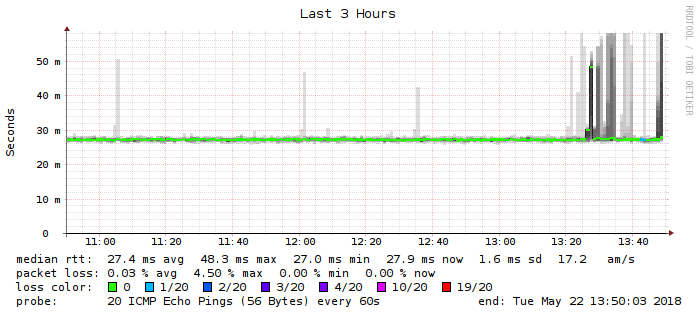 Last 3 Hours
RRDTOOL / TOBI OETIKER
Seconds
50 m
40 m
30 m
20 m
10 m
0
11:00 11:20 11:40 12:00 12:20 12:40 13:00 13:20 13:40
median rtt: 27.4 ms avg 48.3 ms max 27.0 ms min 27.9 ms now 1.6 ms sd 17.2 am/s
packet loss: 0.03 % avg 4.50 % max 0.00 % min 0.00 % now
loss color: 0 1/20 2/20 3/20 4/20 10/20 19/20
probe: 20 ICMP Echo Pings (56 Bytes) every 60s end: Tue May 22 13:50:03 2018